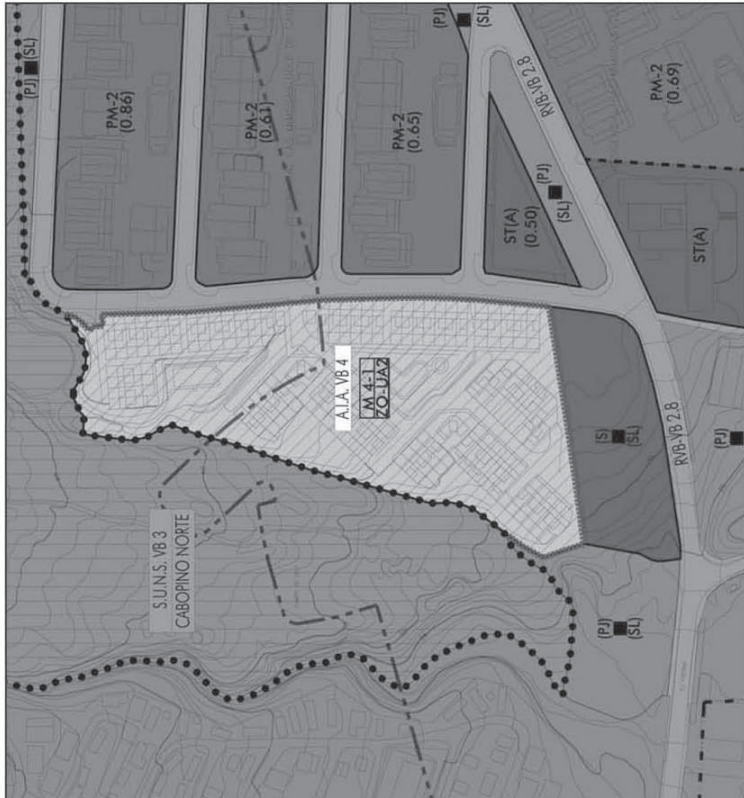 (PJ)
(SL)
PM-2
(0.86)
PM-2
(0.61)
PM-2
(0.65)
(PJ)
(SL)
RVB-VB 2.8
PM-2
(0.69)
ST(A)
(0.50)
(PJ)
(SL)
ST(A)
A.I.A. VB 4
M 4-1
ZO-UA2
S.U.N.S. VB 3
CABOPINO NORTE
(S)
(SL)
RVB-VB 2.8
(PJ)
(PJ)
(SL)